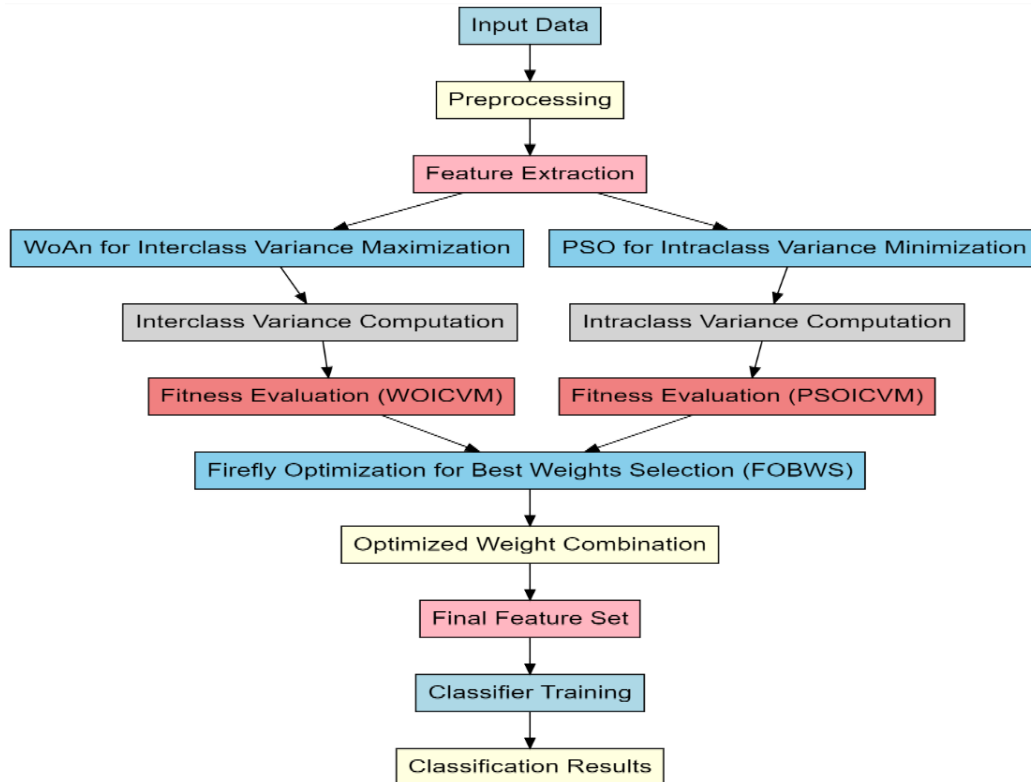 Input Data
Preprocessing
Feature Extraction
WoAn for Interclass Variance Maximization
PSO for Intraclass Variance Minimization
Interclass Variance Computation
Intraclass Variance Computation
Fitness Evaluation (WOICVM)
Fitness Evaluation (PSOICVM)
Firefly Optimization for Best Weights Selection (FOBWS)
Optimized Weight Combination
Final Feature Set
Classifier Training
Classification Results